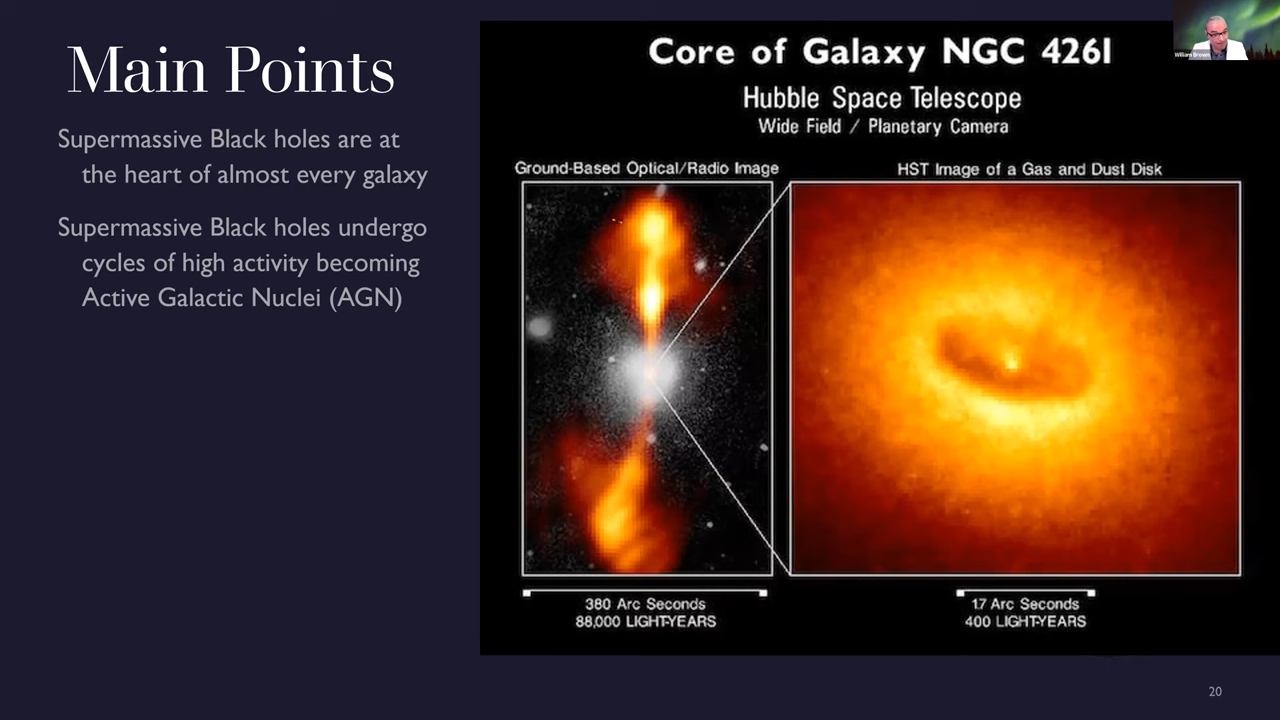 Main Points
Supermassive Black holes are at
the heart of almost every galaxy
Supermassive Black holes undergo
cycles of high activity becoming
Active Galactic Nuclei (AGN)
Core of Galaxy NGC 4261
Hubble Space Telescope
Wide Field / Planetary Camera
Ground-Based Optical/Radio Image
HST Image of a Gas and Dust Disk
380 Arc Seconds
88,000 LIGHT-YEARS
17 Arc Seconds
400 LIGHT-YEARS
William Brown
20